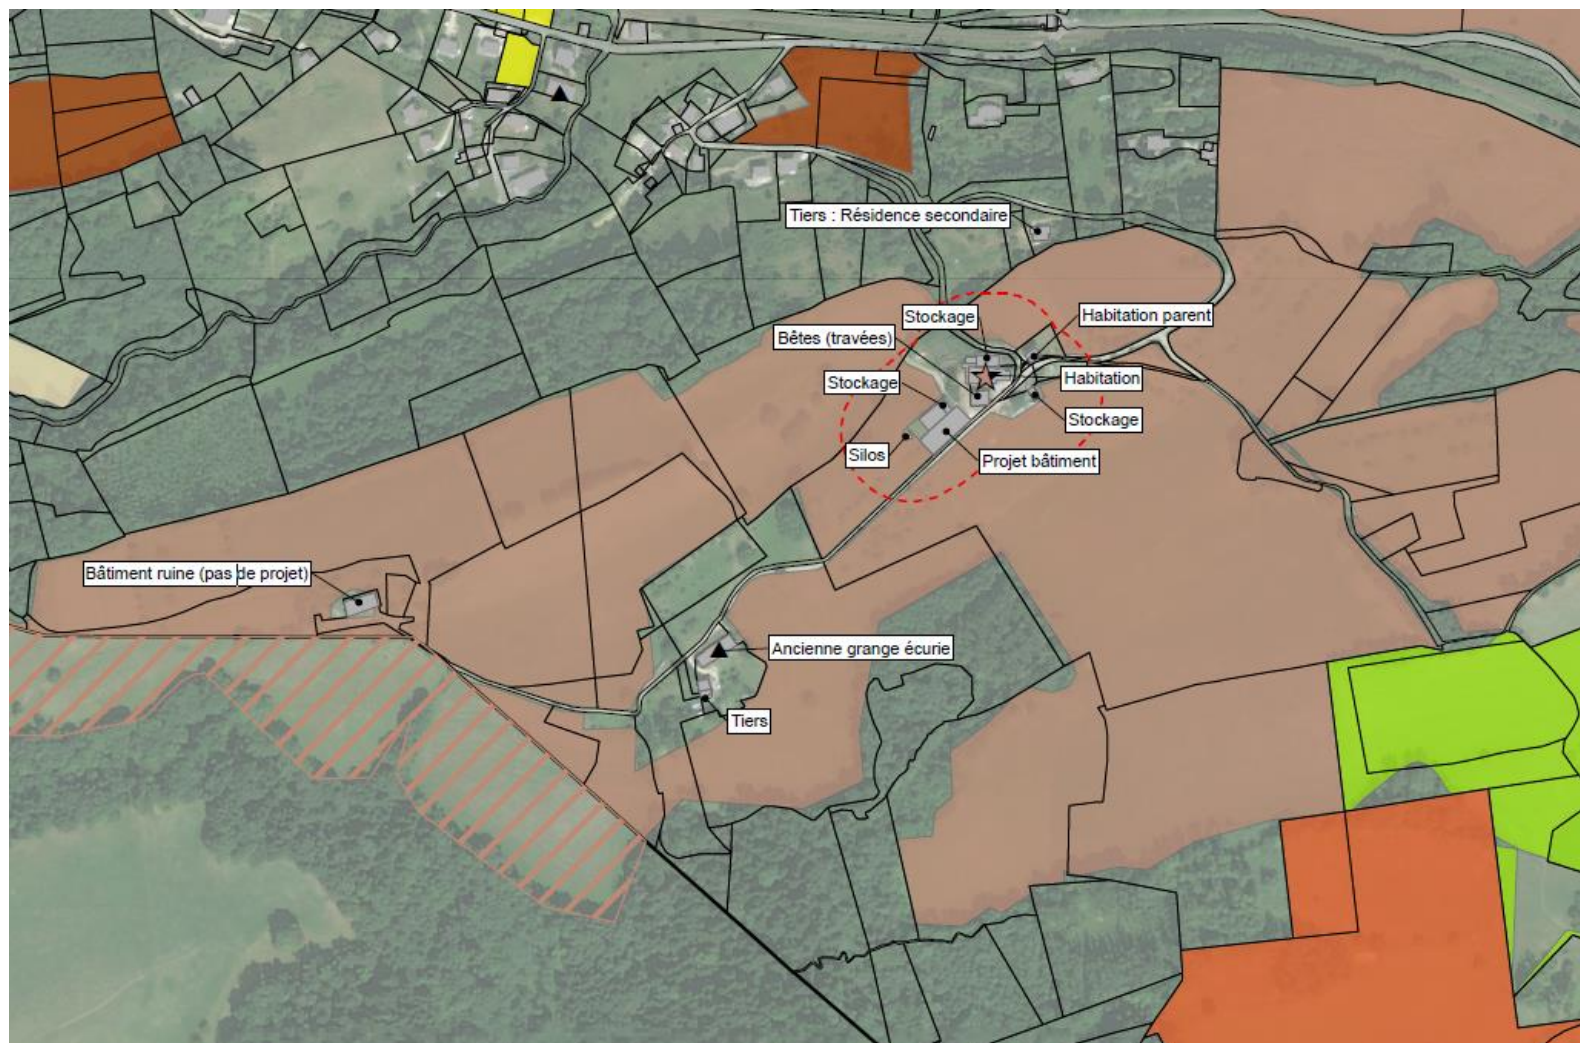 Tiers : Résidence secondaire
Stockage
Habitation parent
Bêtes (travées)
Stockage
Habitation
Stockage
Silos
Projet bâtiment
Bâtiment ruine (pas de projet)
Ancienne grange écurie
Tiers